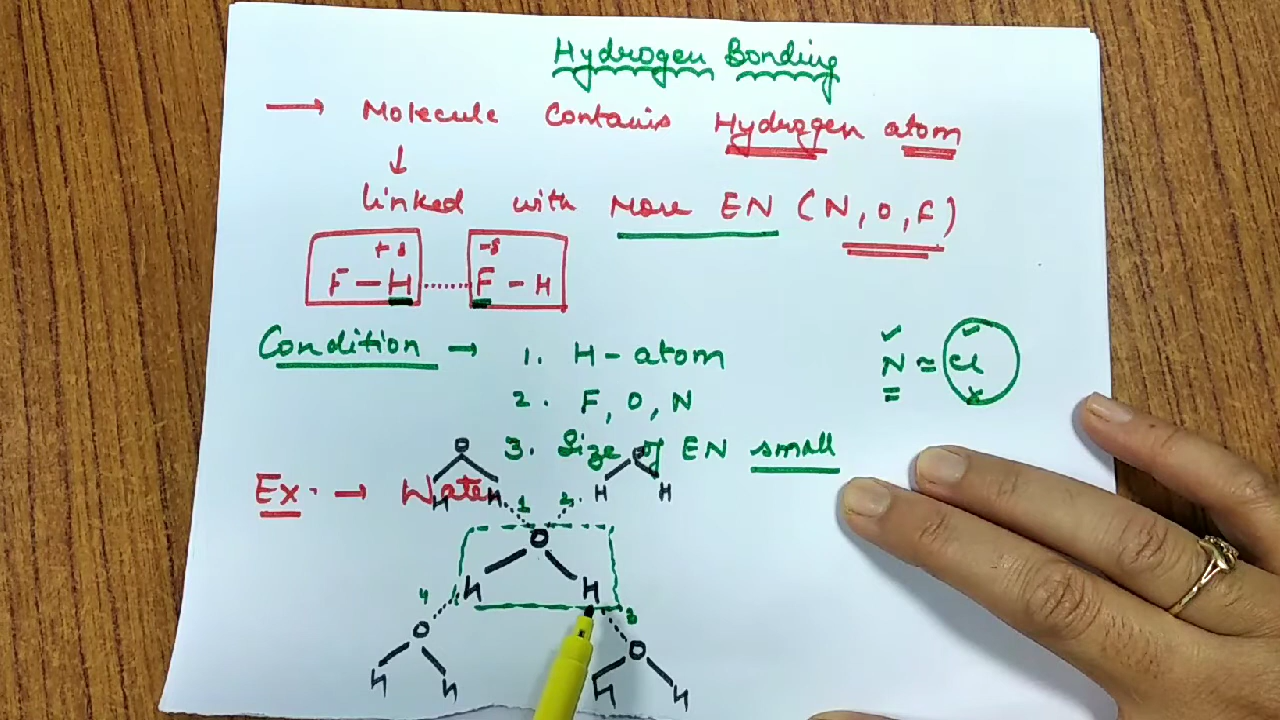 Hydrogen Bonding
→ Molecule Contains Hydrogen atom
↓
linked with More EN (N, O, F)
+δ -δ
F – H ........ F – H
Condition → 1. H - atom
N ≈ Cl
2. F, O, N
3. Size of EN small
Ex. → Water
O O
H H H H
1 2
O
H H
4 3
O O
H H H H